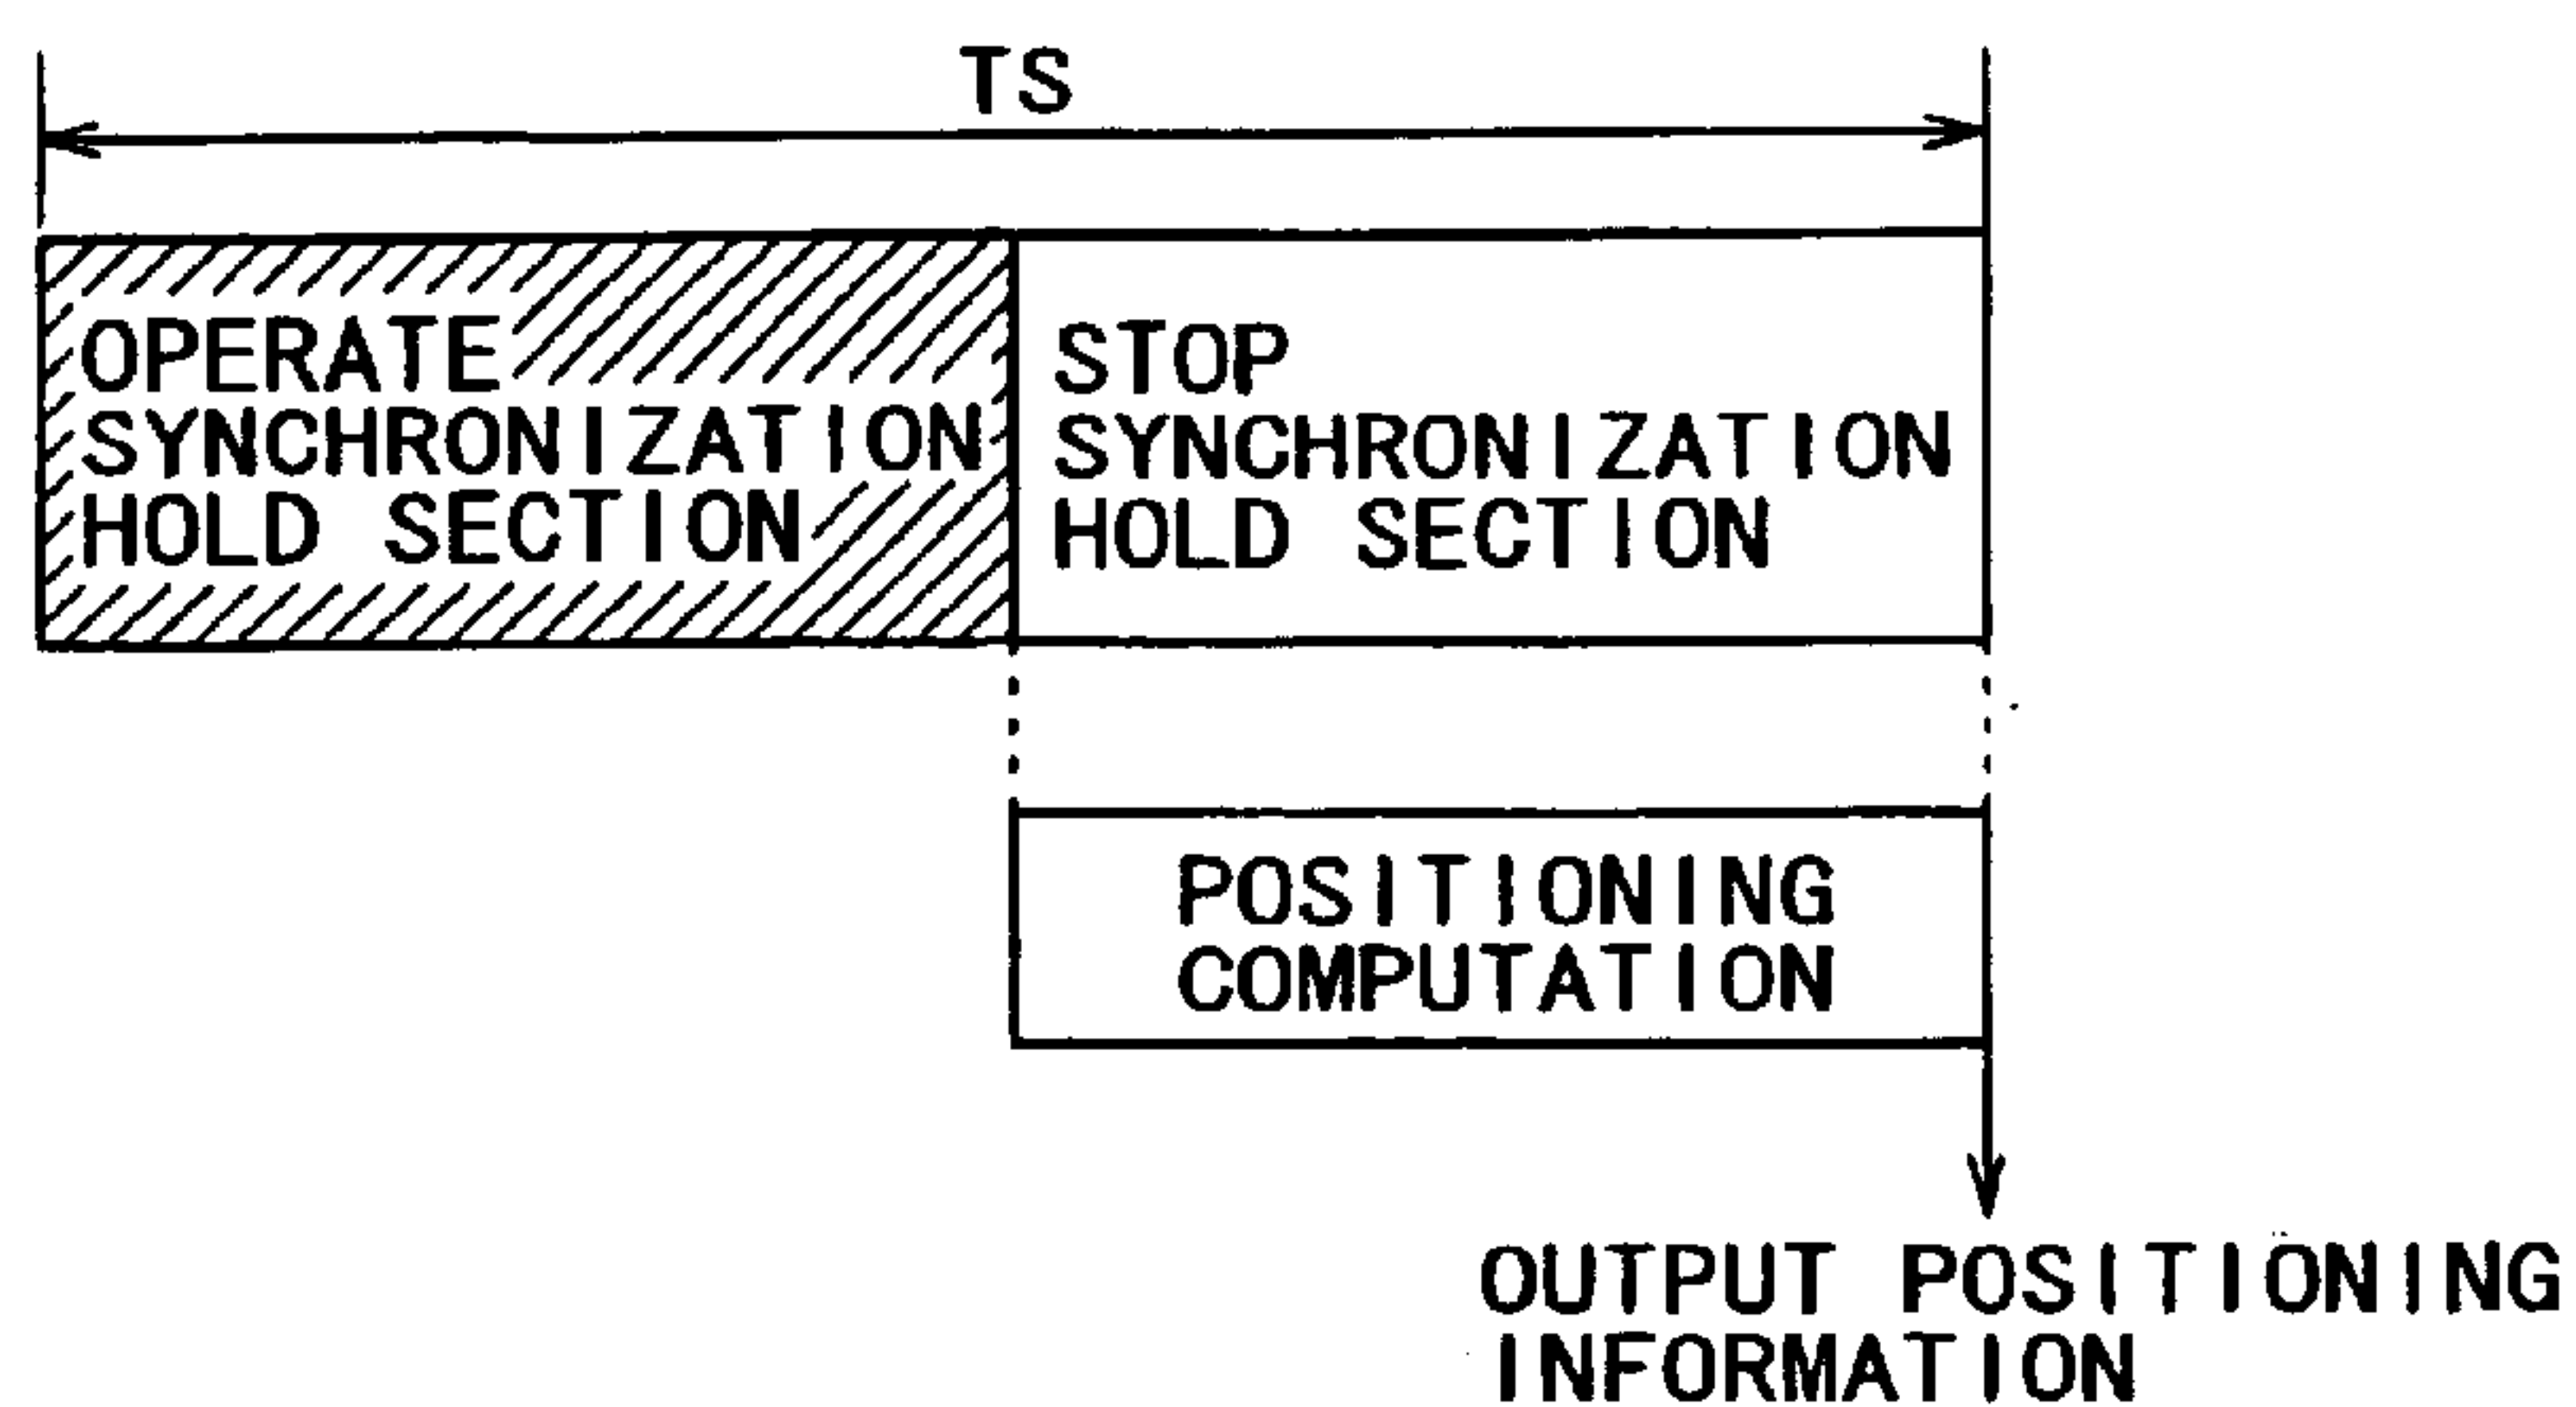 TS
OPERATE
SYNCHRONIZATION
HOLD SECTION
STOP
SYNCHRONIZATION
HOLD SECTION
POSITIONING
COMPUTATION
OUTPUT POSITIONING
INFORMATION